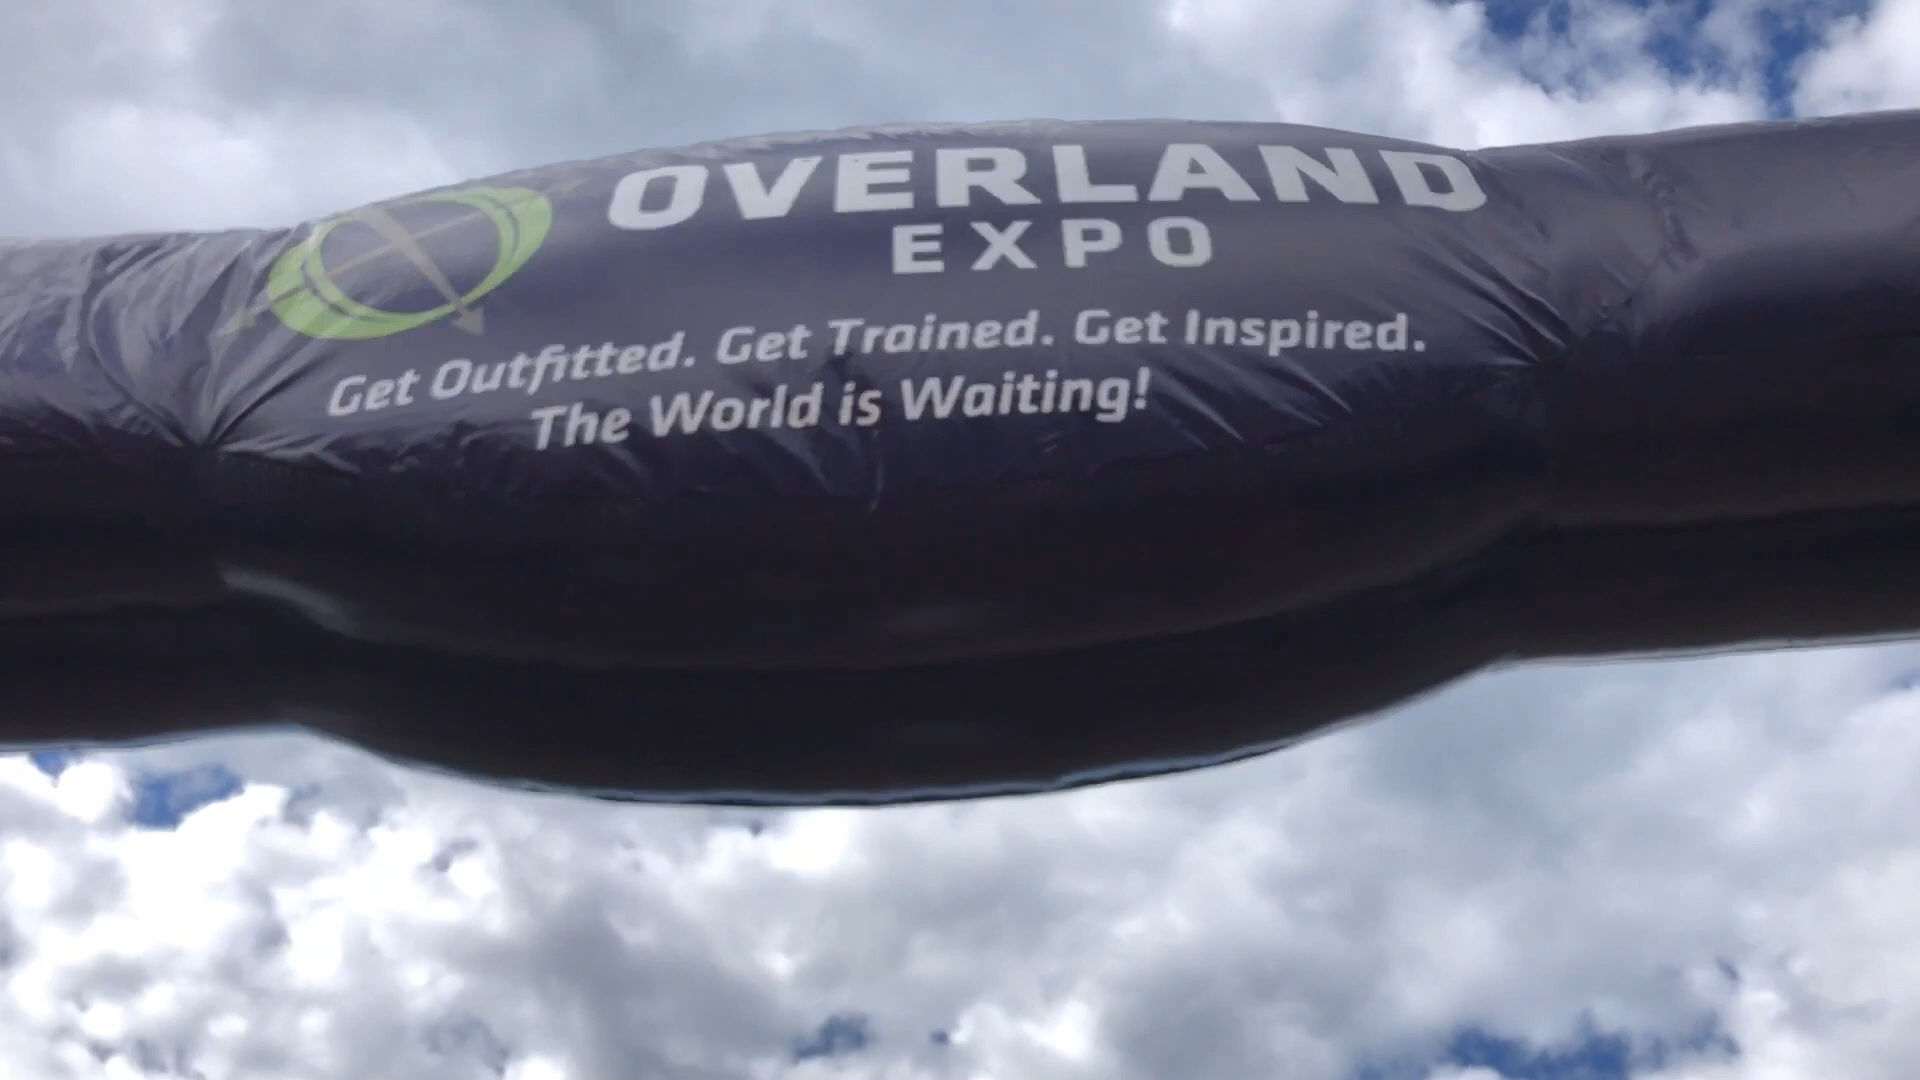 OVERLAND
EXPO
Get Outfitted. Get Trained. Get Inspired.
The World is Waiting!